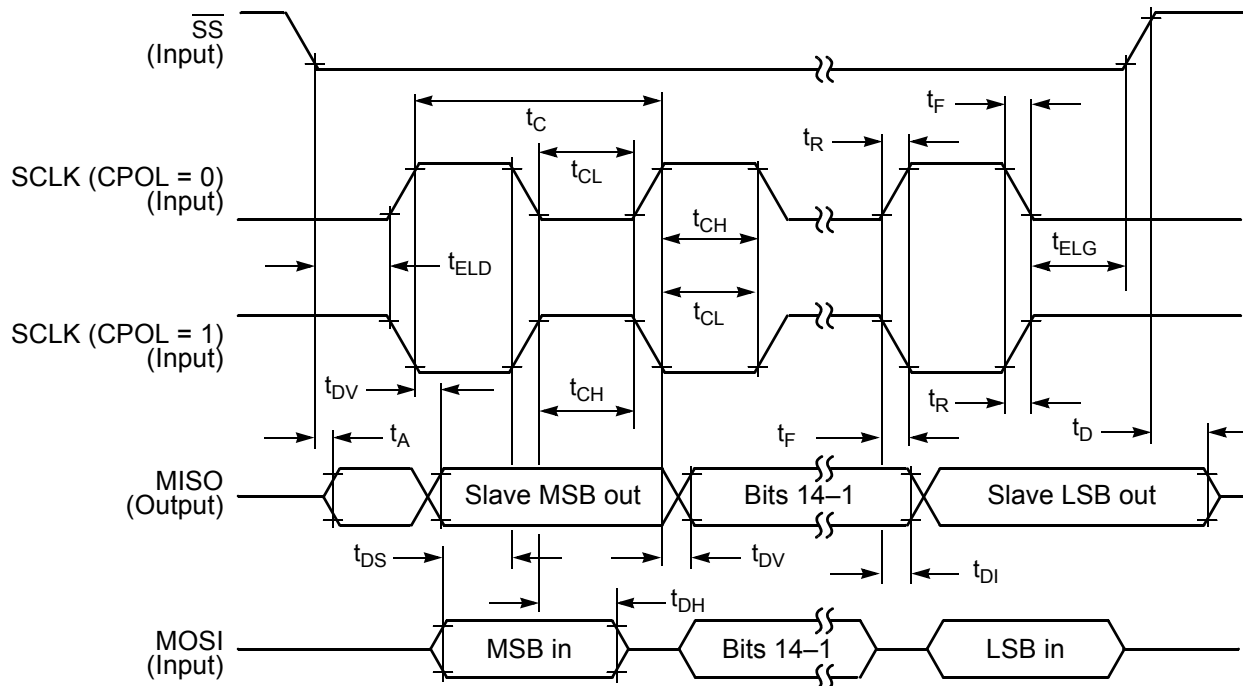 SS
(Input)
tF
tC
tR
SCLK (CPOL = 0)
(Input)
tCL
tCH
tELD
tELG
tCL
SCLK (CPOL = 1)
(Input)
tDV
tCH
tR
tA
tF
tD
MISO
(Output)
Slave MSB out
Bits 14–1
Slave LSB out
tDS
tDV
tDI
tDH
MOSI
(Input)
MSB in
Bits 14–1
LSB in